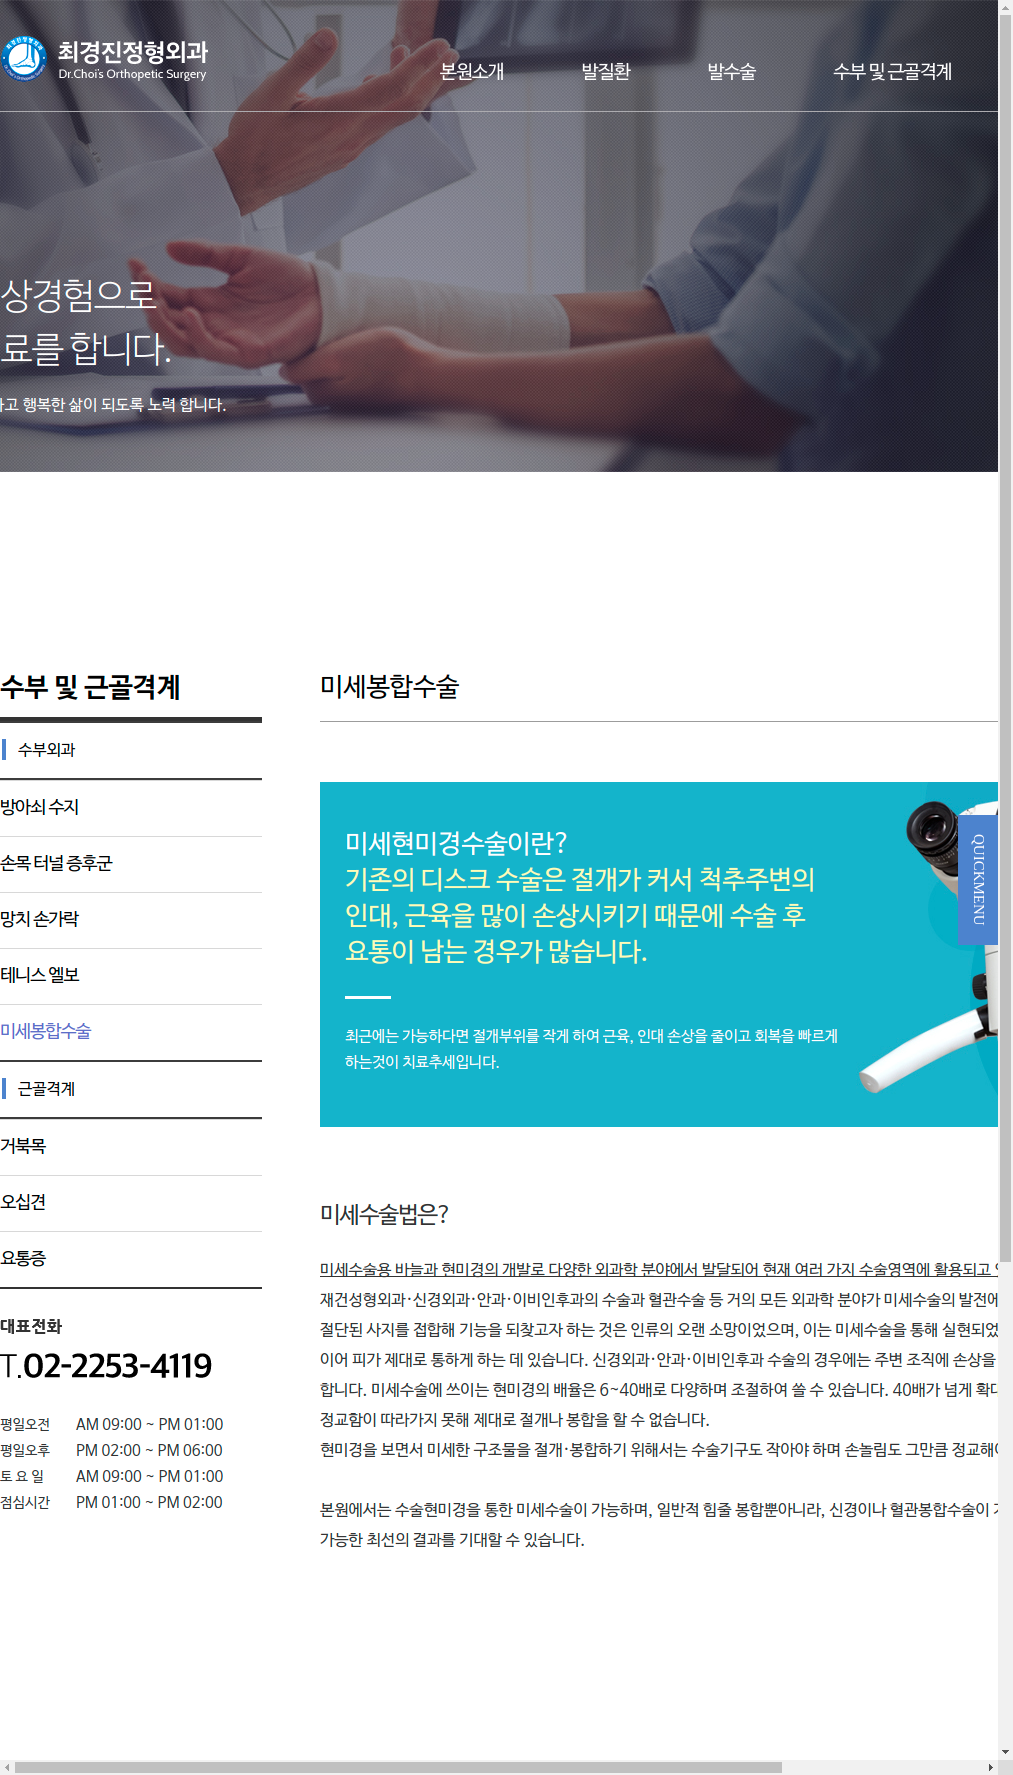 최경진정형외과
Dr.Choi's Orthopetic Surgery
본원소개
발질환
발수술
수부 및 근골격계
상경험으로
료를 합니다.
하고 행복한 삶이 되도록 노력 합니다.
수부 및 근골격계
수부외과
방아쇠 수지
손목 터널 증후군
망치 손가락
테니스 엘보
미세봉합수술
근골격계
거북목
오십견
요통증
대표전화
T.02-2253-4119
평일오전 AM 09:00 ~ PM 01:00
평일오후 PM 02:00 ~ PM 06:00
토 요 일 AM 09:00 ~ PM 01:00
점심시간 PM 01:00 ~ PM 02:00
미세봉합수술
미세현미경수술이란?
기존의 디스크 수술은 절개가 커서 척추주변의
인대, 근육을 많이 손상시키기 때문에 수술 후
요통이 남는 경우가 많습니다.
최근에는 가능하다면 절개부위를 작게 하여 근육, 인대 손상을 줄이고 회복을 빠르게
하는것이 치료추세입니다.
QUICKMENU
미세수술법은?
미세수술용 바늘과 현미경의 개발로 다양한 외과학 분야에서 발달되어 현재 여러 가지 수술영역에 활용되고
재건성형외과·신경외과·안과·이비인후과의 수술과 혈관수술 등 거의 모든 외과학 분야가 미세수술의 발전에
절단된 사지를 접합해 기능을 되찾고자 하는 것은 인류의 오랜 소망이었으며, 이는 미세수술을 통해 실현되었
이어 피가 제대로 통하게 하는 데 있습니다. 신경외과·안과·이비인후과 수술의 경우에는 주변 조직에 손상을
합니다. 미세수술에 쓰이는 현미경의 배율은 6~40배로 다양하며 조절하여 쓸 수 있습니다. 40배가 넘게 확대
정교함이 따라가지 못해 제대로 절개나 봉합을 할 수 없습니다.
현미경을 보면서 미세한 구조물을 절개·봉합하기 위해서는 수술기구도 작아야 하며 손놀림도 그만큼 정교해야
본원에서는 수술현미경을 통한 미세수술이 가능하며, 일반적 힘줄 봉합뿐아니라, 신경이나 혈관봉합수술이
가능한 최선의 결과를 기대할 수 있습니다.